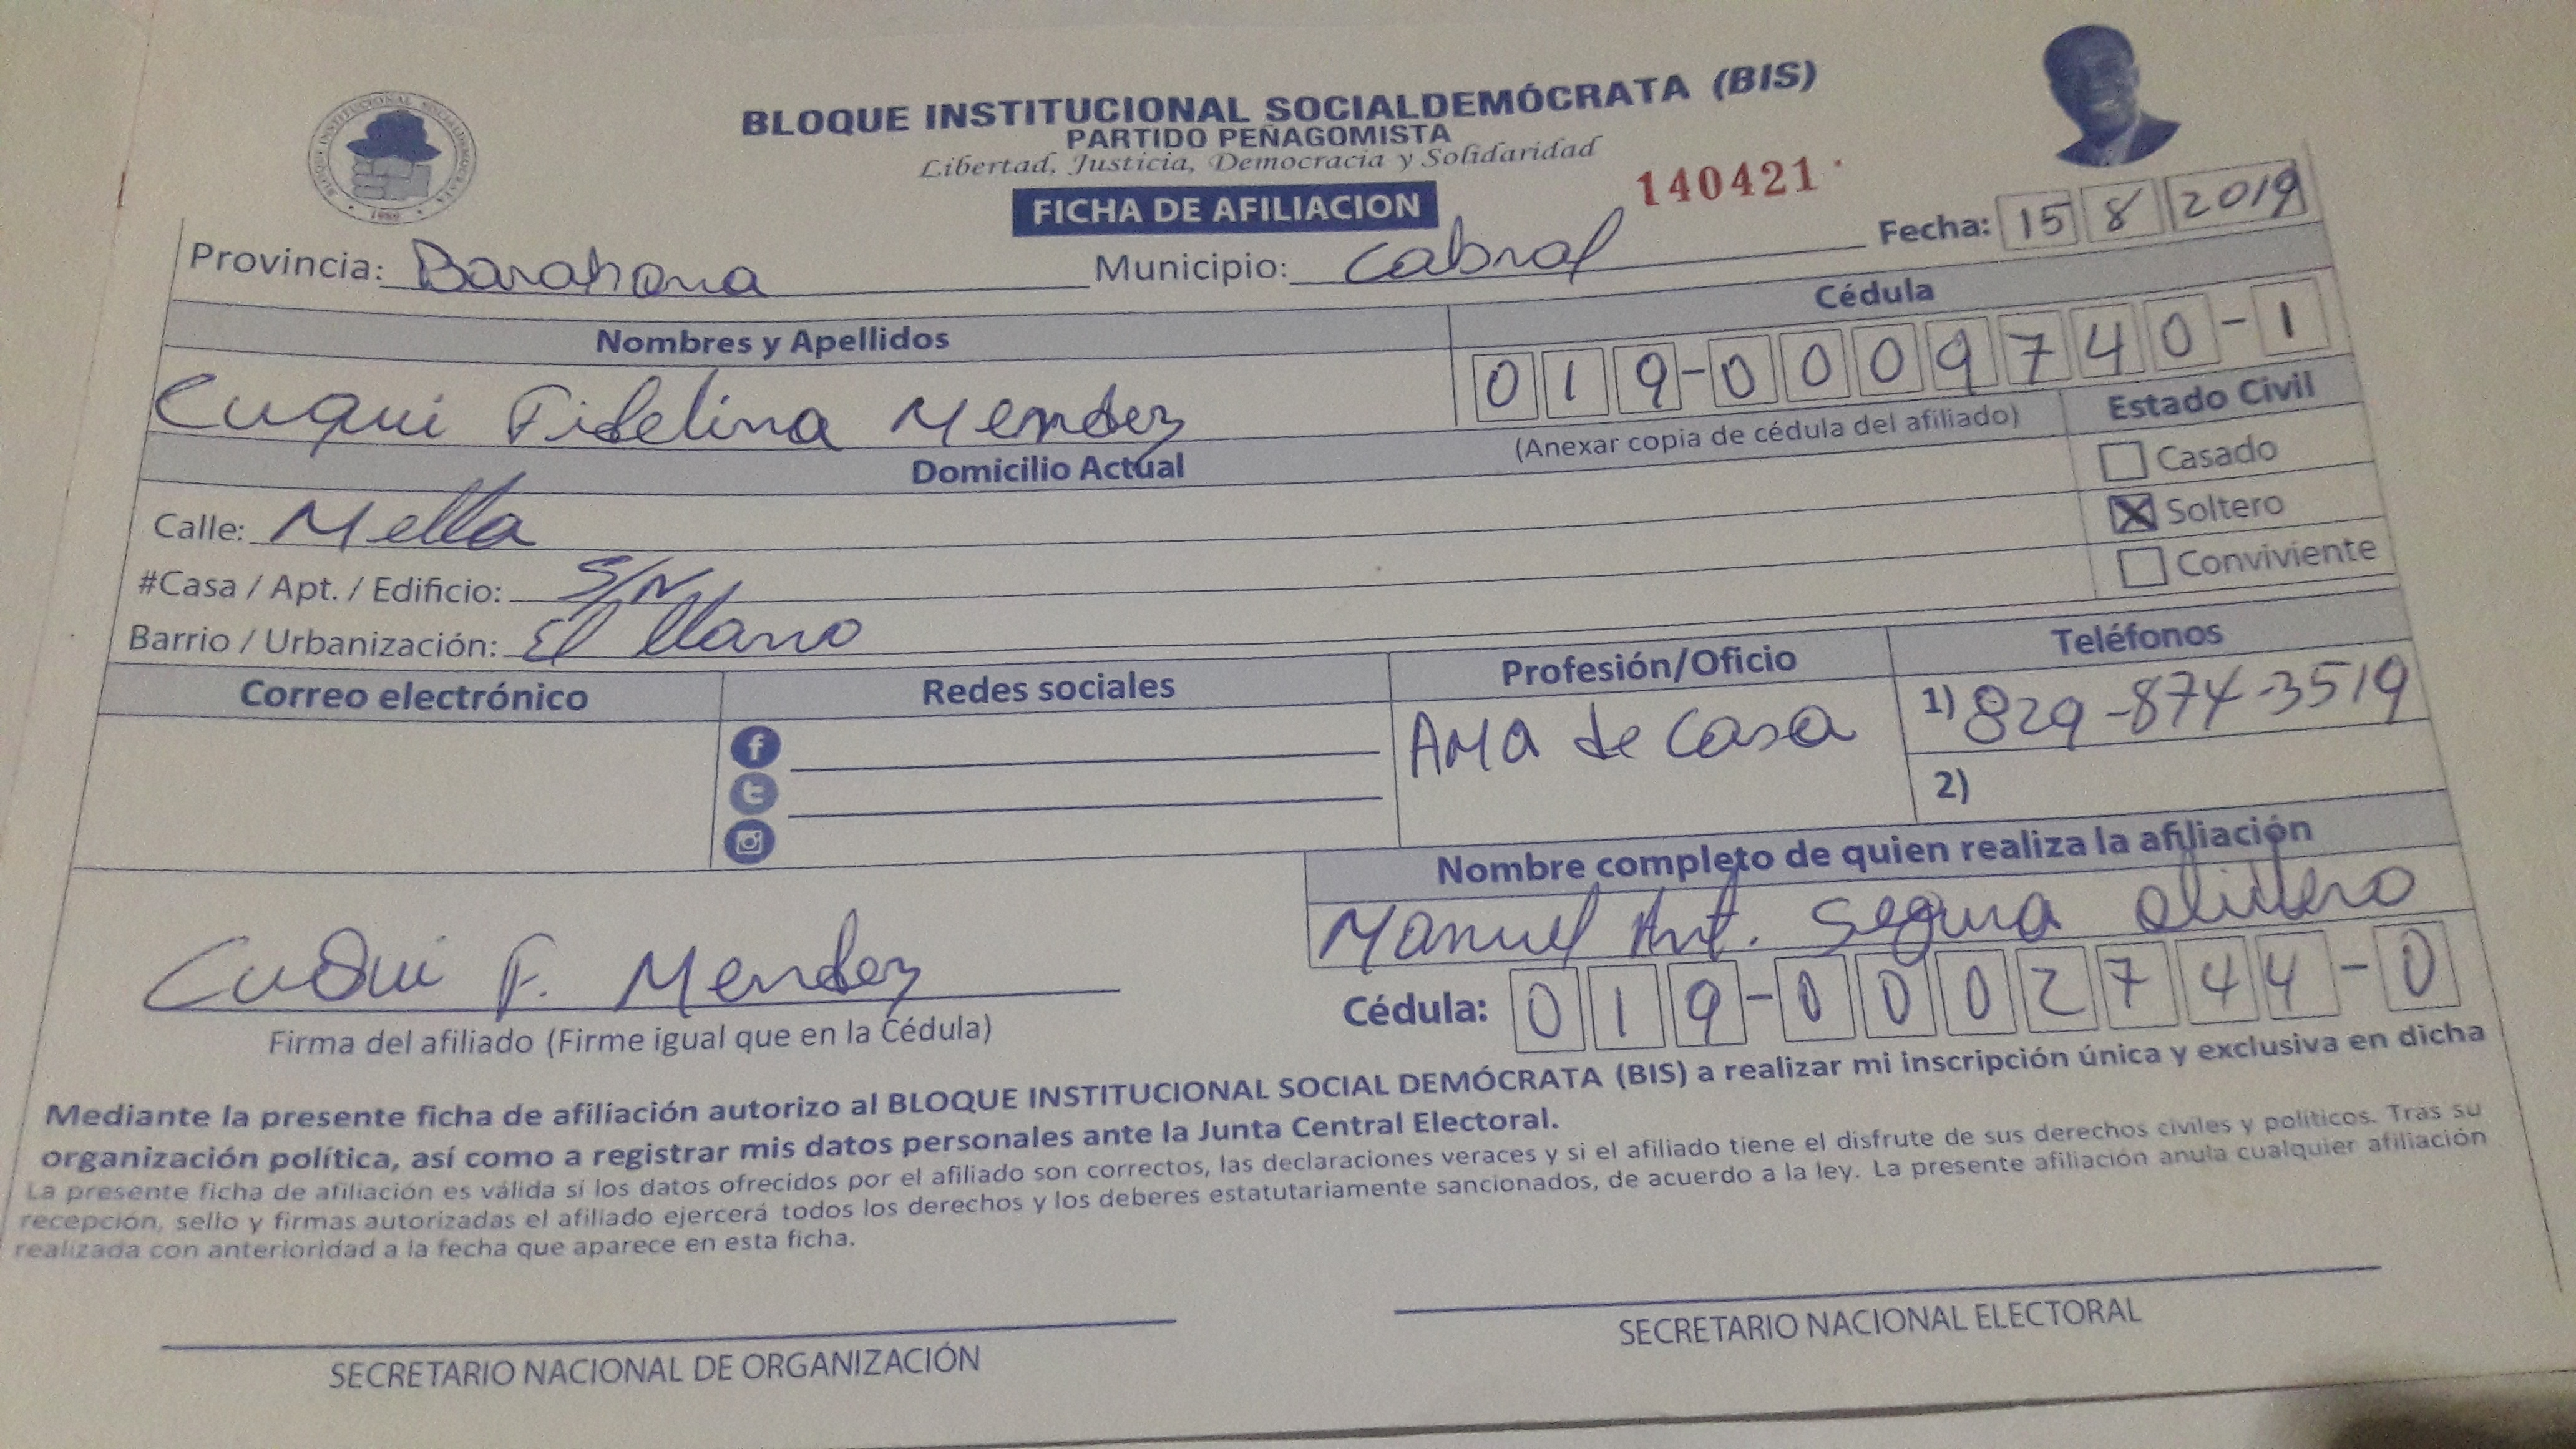 BLOQUE INSTITUCIONAL SOCIALDEMÓCRATA (BIS)
PARTIDO PEÑAGOMISTA
Libertad, Justicia, Democracia y Solidaridad
140421
FICHA DE AFILIACION
Fecha: 15 8 2019
Provincia: Barahona Municipio: Cabral
Nombres y Apellidos Cédula
Cuqui Fidelina Mendez 019-0009740-1
(Anexar copia de cédula del afiliado) Estado Civil
Domicilio Actual
Casado
Calle: Mella
Soltero
#Casa / Apt. / Edificio: S/N
Conviviente
Barrio / Urbanización: El llano
Correo electrónico Redes sociales Profesión/Oficio Teléfonos
AMA de Casa 1) 829-874-3519
2)
Nombre completo de quien realiza la afiliación
Manuel Ant. Segura
Cuqui F. Mendez
Cédula: 019-0002744-0
Firma del afiliado (Firme igual que en la Cédula)
Mediante la presente ficha de afiliación autorizo al BLOQUE INSTITUCIONAL SOCIAL DEMÓCRATA (BIS) a realizar mi inscripción única y exclusiva en dicha
organización política, así como a registrar mis datos personales ante la Junta Central Electoral.
La presente ficha de afiliación es válida si los datos ofrecidos por el afiliado son correctos, las declaraciones veraces y si el afiliado tiene el disfrute de sus derechos civiles y políticos. Tras su
recepción, sello y firmas autorizadas el afiliado ejercerá todos los derechos y los deberes estatutariamente sancionados, de acuerdo a la ley. La presente afiliación anula cualquier afiliación
realizada con anterioridad a la fecha que aparece en esta ficha.
SECRETARIO NACIONAL DE ORGANIZACIÓN SECRETARIO NACIONAL ELECTORAL